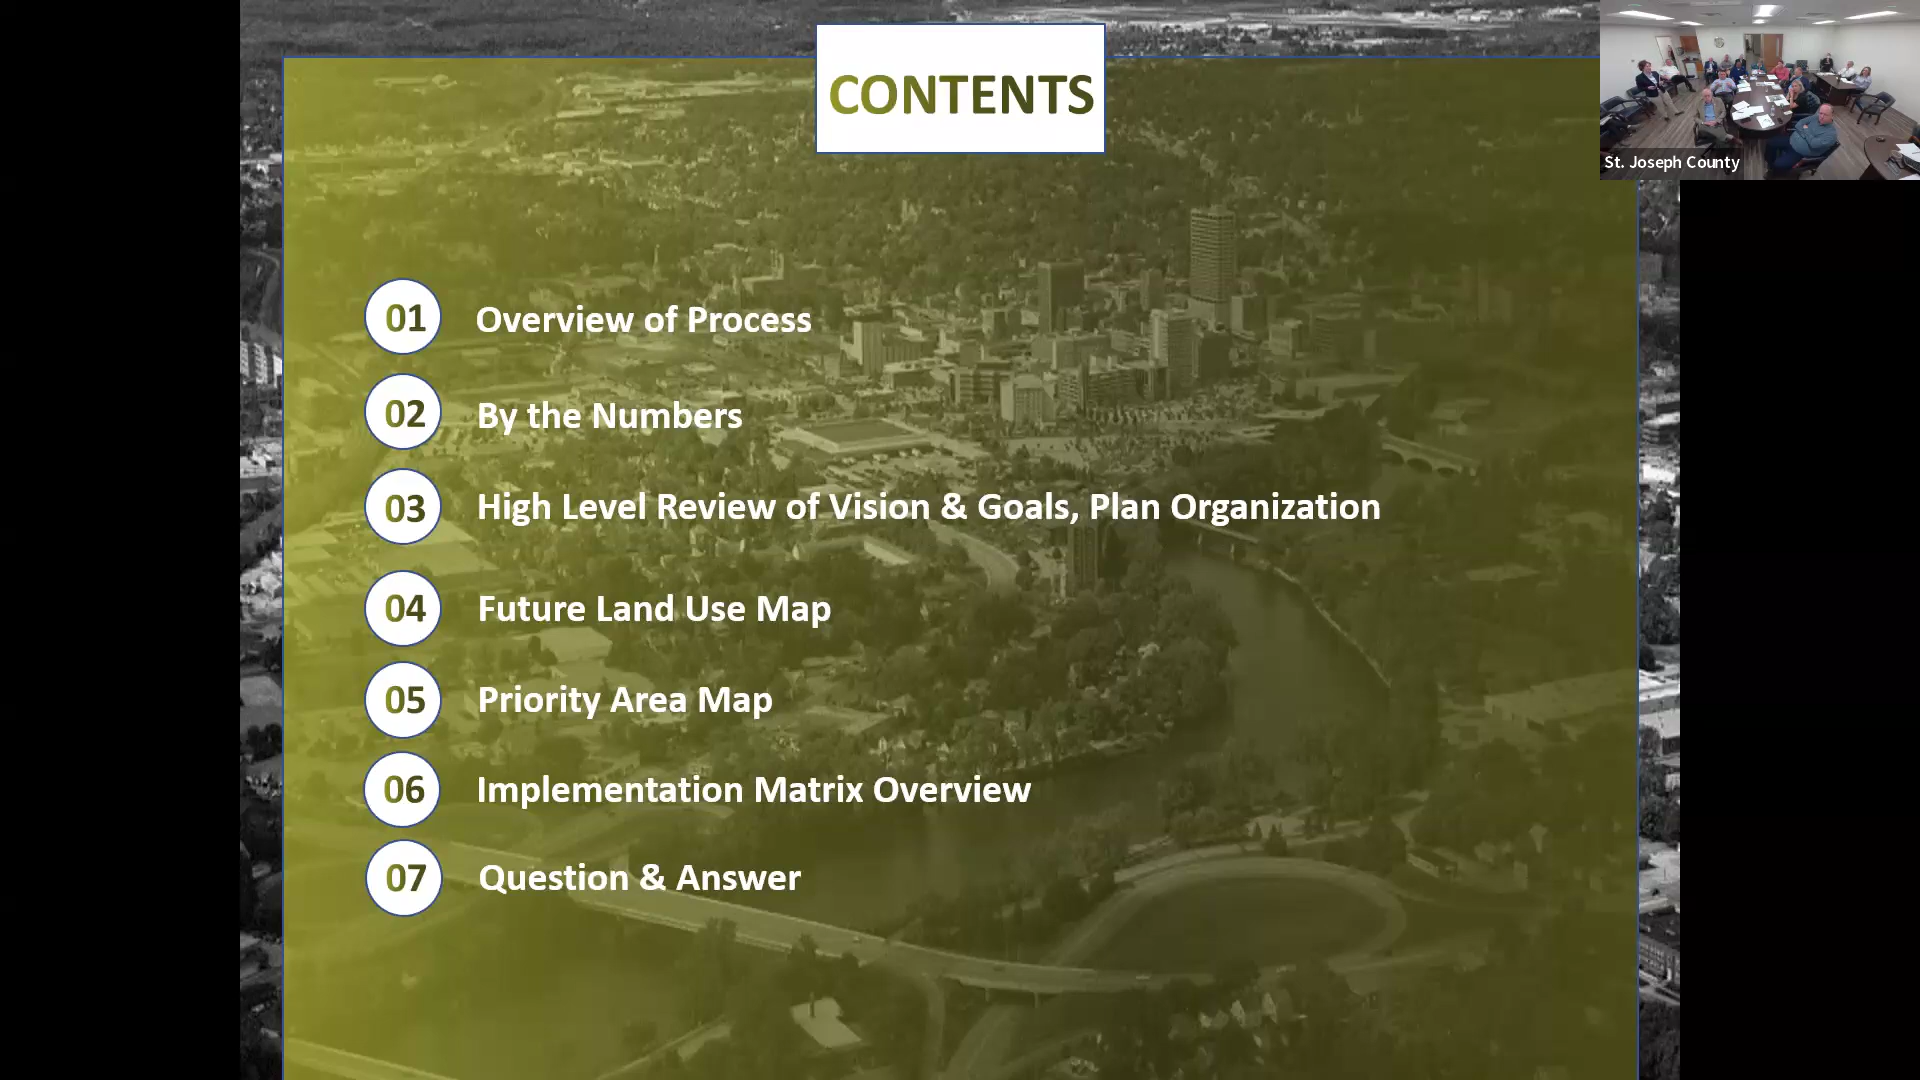 CONTENTS
St. Joseph County
01 Overview of Process
02 By the Numbers
03 High Level Review of Vision & Goals, Plan Organization
04 Future Land Use Map
05 Priority Area Map
06 Implementation Matrix Overview
07 Question & Answer